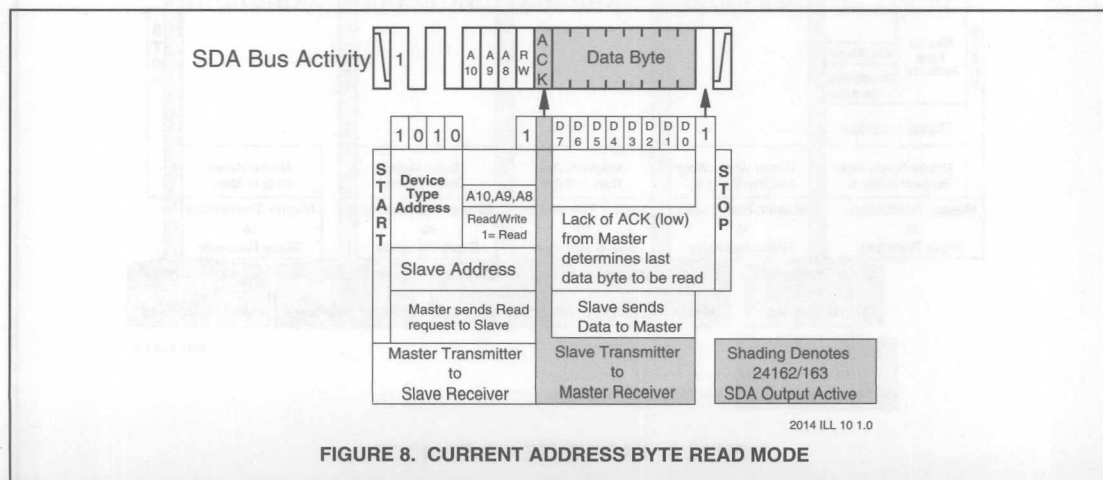 SDA Bus Activity
1
A 10
A 9
A 8
R W
A C K
Data Byte
1 0 1 0
1
D 7
D 6
D 5
D 4
D 3
D 2
D 1
D 0
1
START
Device
Type
Address
A10,A9,A8
Read/Write
1= Read
Slave Address
Lack of ACK (low)
from Master
determines last
data byte to be read
STOP
Master sends Read
request to Slave
Slave sends
Data to Master
Master Transmitter
to
Slave Receiver
Slave Transmitter
to
Master Receiver
Shading Denotes
24162/163
SDA Output Active
2014 ILL 10 1.0
FIGURE 8. CURRENT ADDRESS BYTE READ MODE